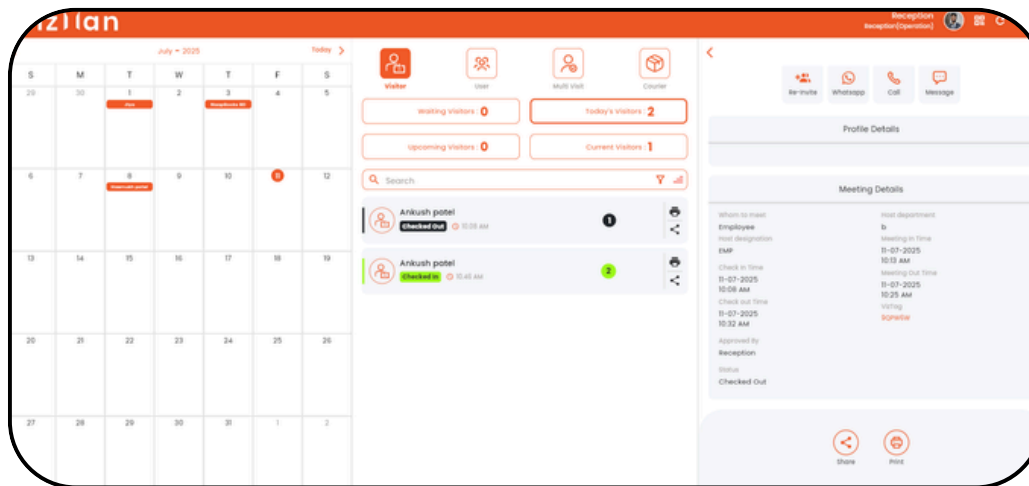 Reception
Reception(Operation)
July 2025
Today
S M T W T F S
29 30 1 2 3 4 5
6 7 8 9 10 11 12
13 14 15 16 17 18 19
20 21 22 23 24 25 26
27 28 29 30 31 1 2
Visitor
User
Multi Visit
Courier
Waiting Visitors : 0
Today's Visitors : 2
Upcoming Visitors : 0
Current Visitors : 1
Search
Ankush patel
Checked Out 10:08 AM
1
Ankush patel
Checked In 10:45 AM
2
Re-Invite
Whatsapp
Call
Message
Profile Details
Meeting Details
Whom to meet
Employee
Host designation
EMP
Check In Time
11-07-2025
10:08 AM
Check out Time
11-07-2025
10:32 AM
Approved By
Reception
Status
Checked Out
Host department
b
Meeting In Time
11-07-2025
10:13 AM
Meeting Out Time
11-07-2025
10:25 AM
VizTag
Share
Print